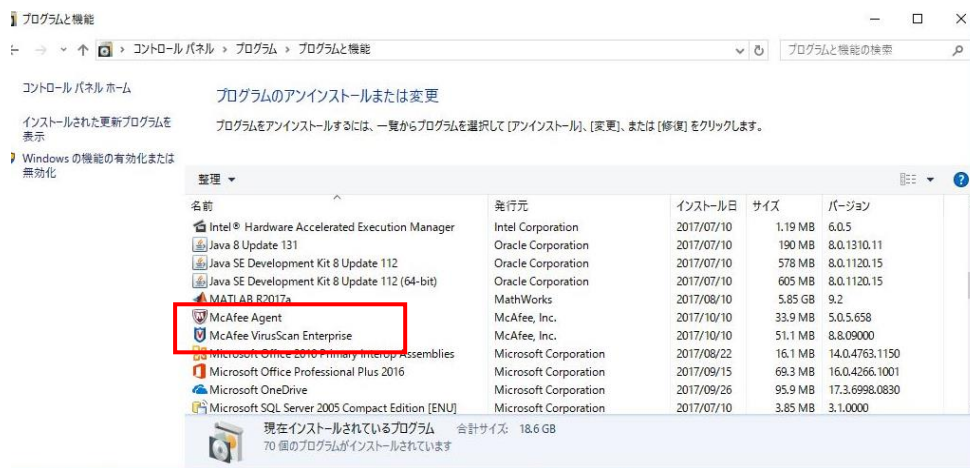 プログラムと機能
コントロール パネル › プログラム › プログラムと機能
プログラムと機能の検索
コントロール パネル ホーム
インストールされた更新プログラムを
表示
Windows の機能の有効化または
無効化
プログラムのアンインストールまたは変更
プログラムをアンインストールするには、一覧からプログラムを選択して [アンインストール]、[変更]、または [修復] をクリックします。
整理
名前 発行元 インストール日 サイズ バージョン
Intel® Hardware Accelerated Execution Manager Intel Corporation 2017/07/10 1.19 MB 6.0.5
Java 8 Update 131 Oracle Corporation 2017/07/10 190 MB 8.0.1310.11
Java SE Development Kit 8 Update 112 Oracle Corporation 2017/07/10 578 MB 8.0.1120.15
Java SE Development Kit 8 Update 112 (64-bit) Oracle Corporation 2017/07/10 605 MB 8.0.1120.15
MATLAB R2017a MathWorks 2017/08/10 5.85 GB 9.2
McAfee Agent McAfee, Inc. 2017/10/10 33.9 MB 5.0.5.658
McAfee VirusScan Enterprise McAfee, Inc. 2017/10/10 51.1 MB 8.8.09000
Microsoft Office 2010 Primary Interop Assemblies Microsoft Corporation 2017/08/22 16.1 MB 14.0.4763.1150
Microsoft Office Professional Plus 2016 Microsoft Corporation 2017/09/15 69.3 MB 16.0.4266.1001
Microsoft OneDrive Microsoft Corporation 2017/09/26 95.9 MB 17.3.6998.0830
Microsoft SQL Server 2005 Compact Edition [ENU] Microsoft Corporation 2017/07/10 3.85 MB 3.1.0000
現在インストールされているプログラム 合計サイズ: 18.6 GB
70 個のプログラムがインストールされています